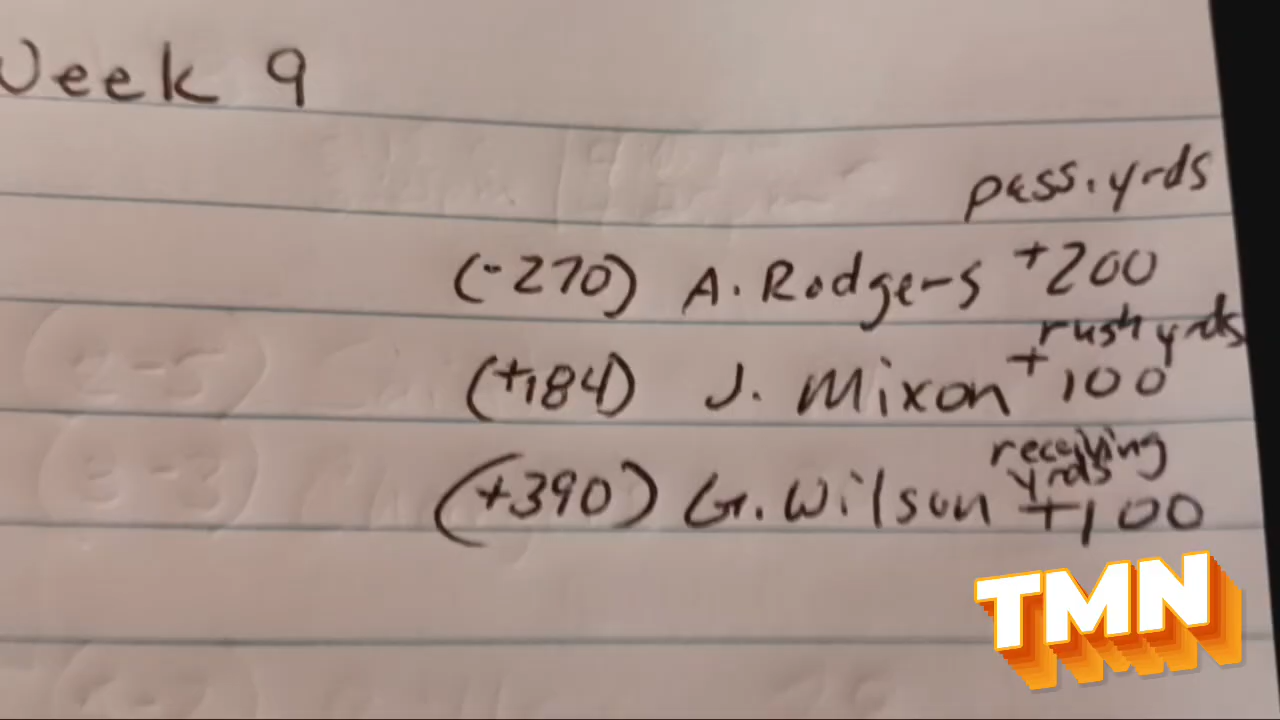 Week 9
pass. yrds
(-270) A. Rodgers +200
rush yrds
(+184) J. Mixon +100
receiving
yrds
(+390) G. Wilson +100
TMN